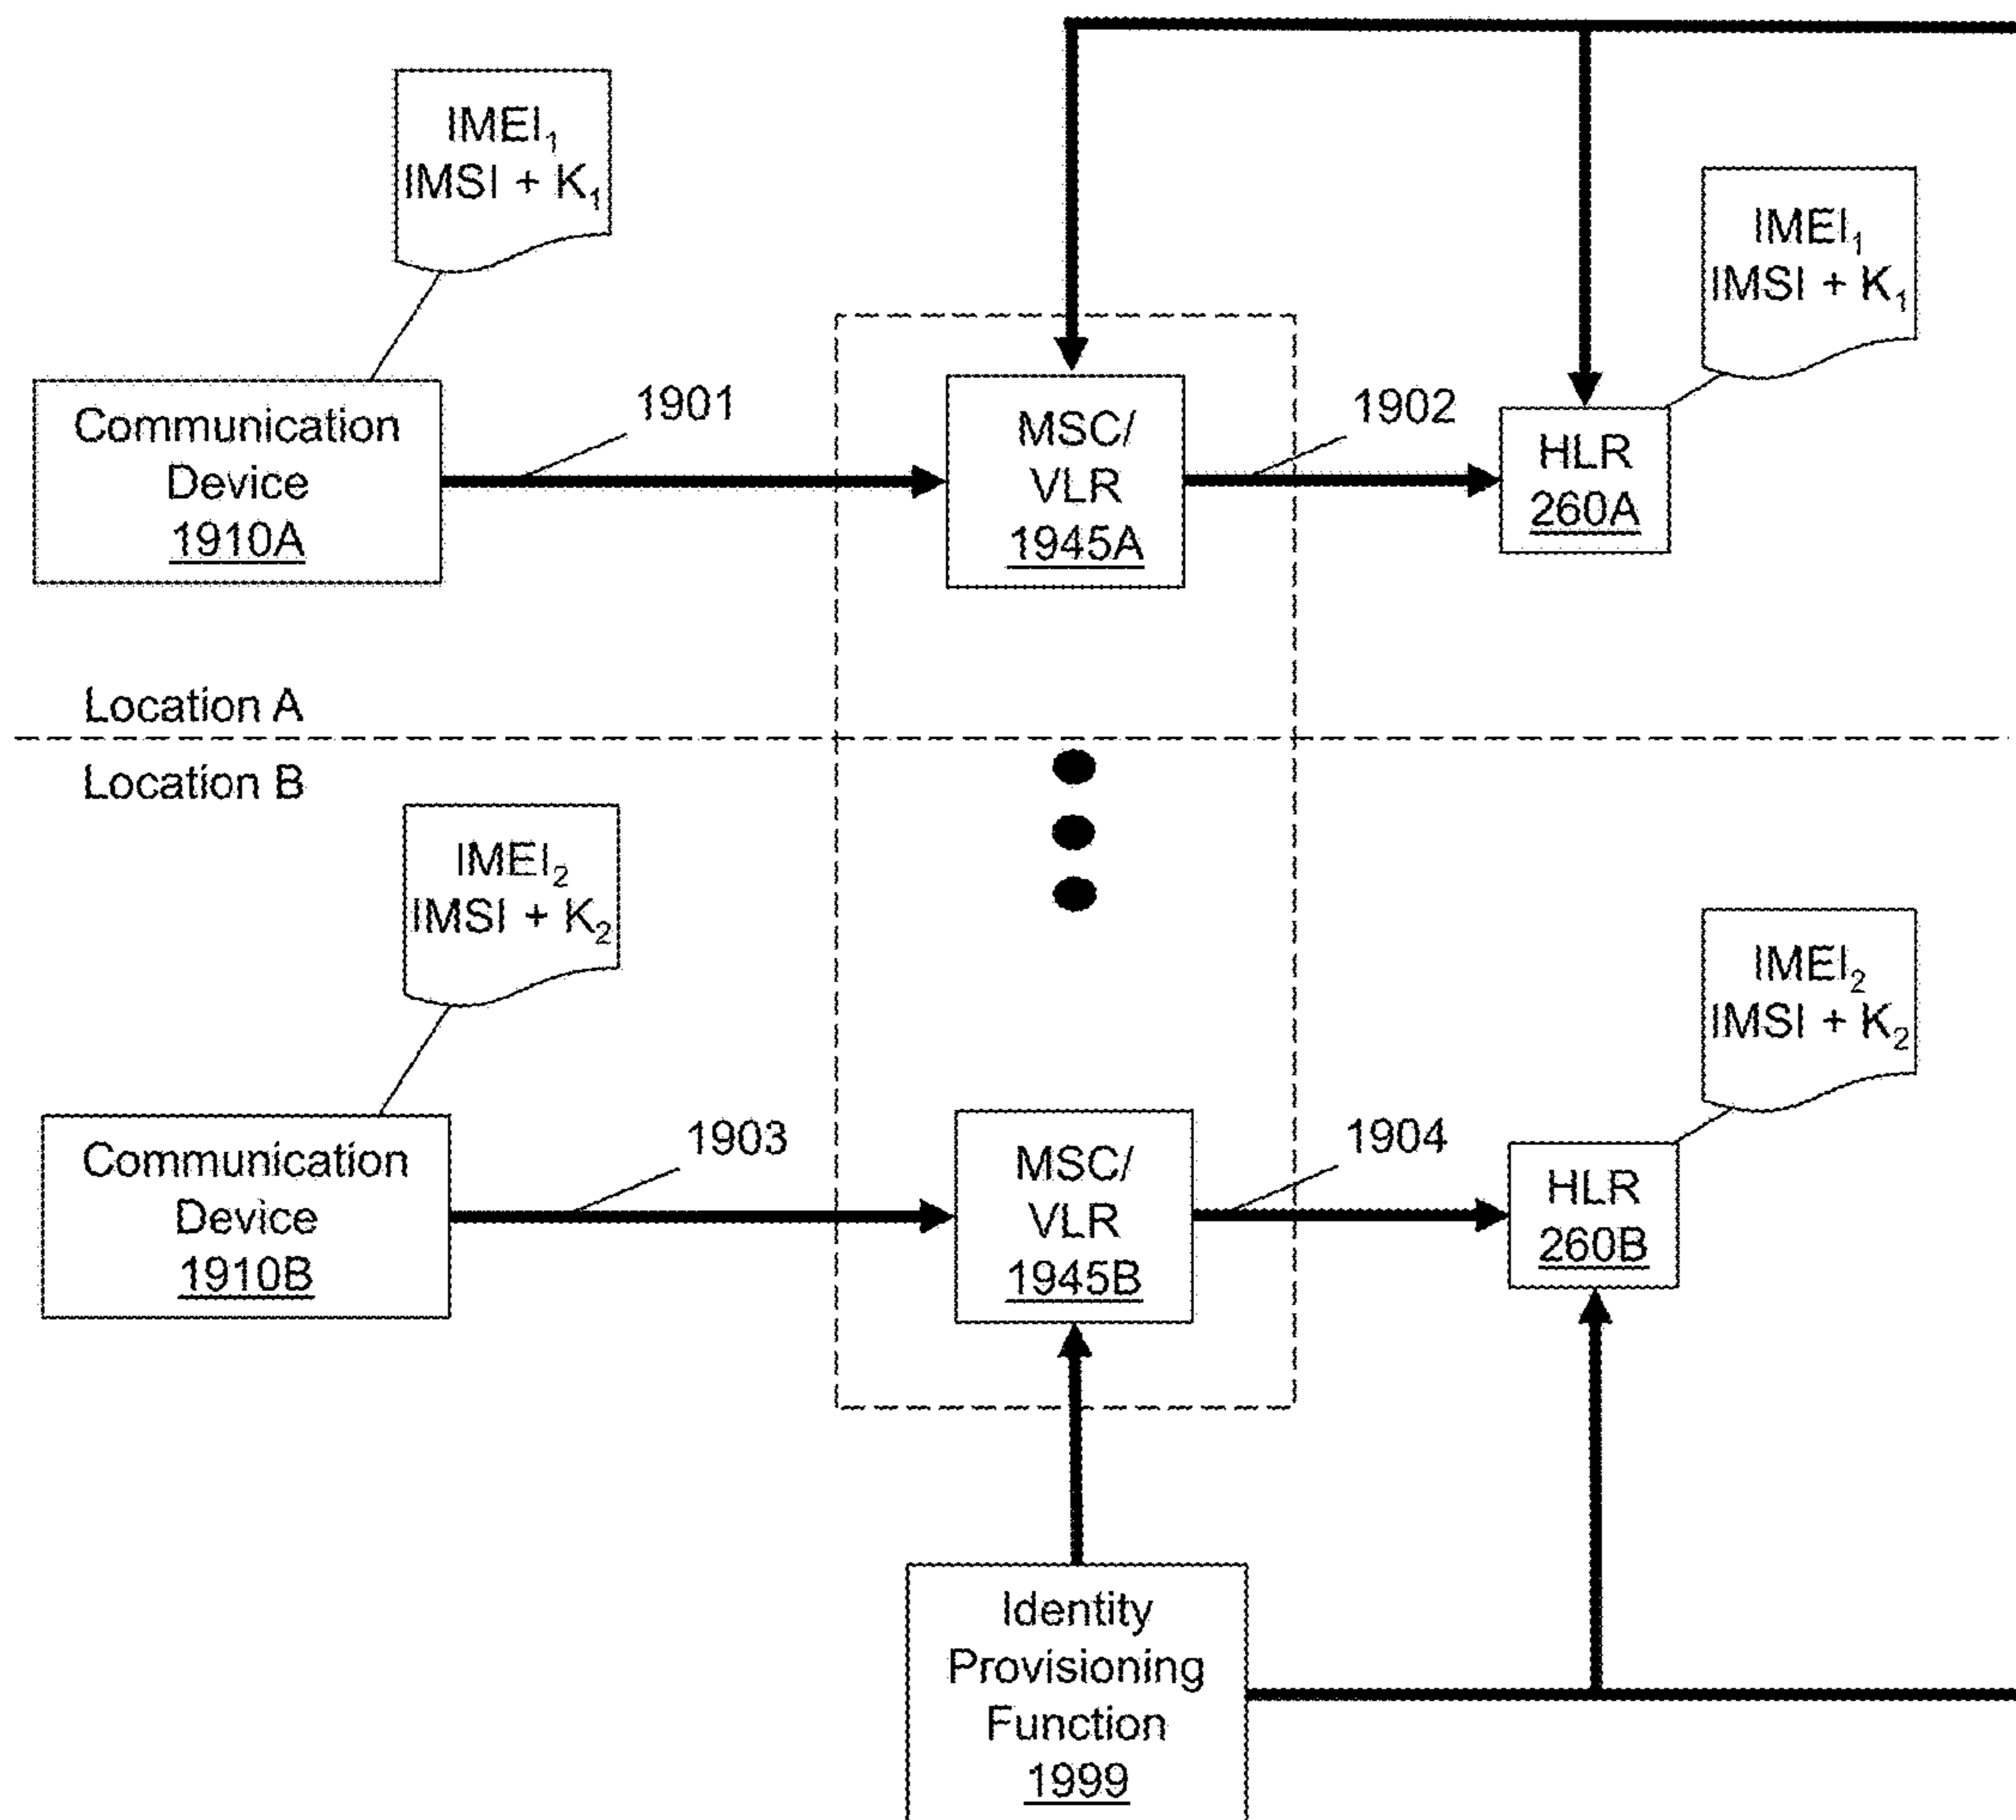 IMEI₁
IMSI + K₁
IMEI₁
IMSI + K₁
Communication
Device
1910A
1901
MSC/
VLR
1945A
1902
HLR
260A
Location A
Location B
IMEI₂
IMSI + K₂
IMEI₂
IMSI + K₂
Communication
Device
1910B
1903
MSC/
VLR
1945B
1904
HLR
260B
Identity
Provisioning
Function
1999